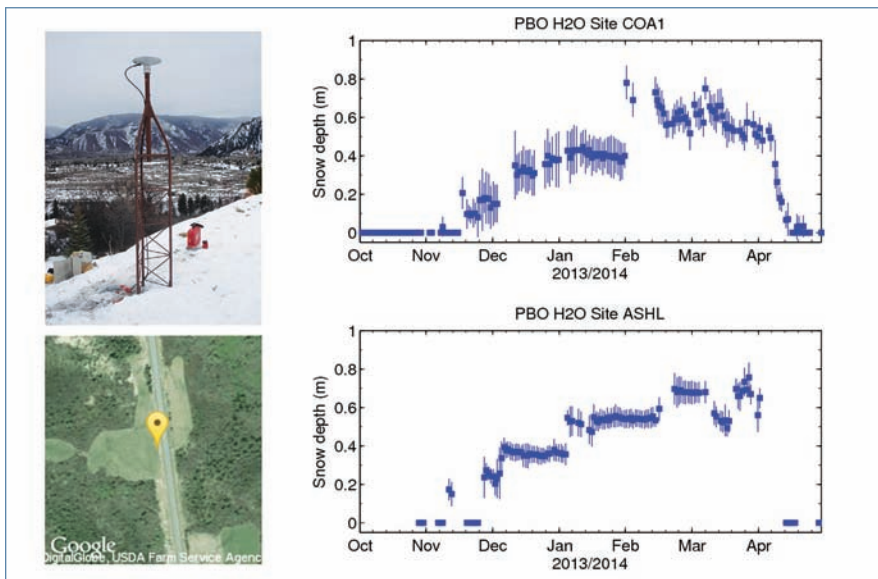 PBO H2O Site COA1
1
0.8
0.6
0.4
0.2
0
Snow depth (m)
Oct Nov Dec Jan Feb Mar Apr
2013/2014
PBO H2O Site ASHL
1
0.8
0.6
0.4
0.2
0
Snow depth (m)
Oct Nov Dec Jan Feb Mar Apr
2013/2014
Google
DigitalGlobe, USDA Farm Service Agenc